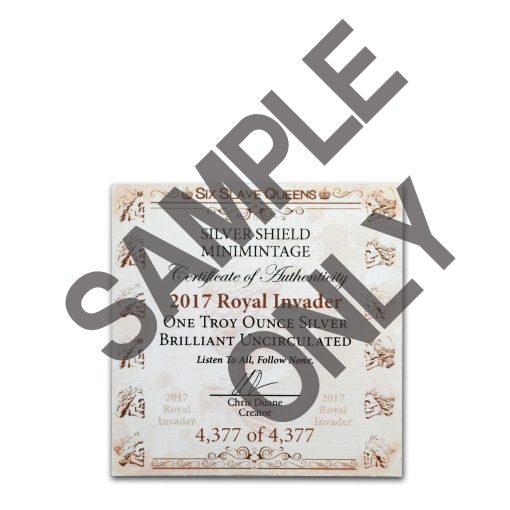 SIX SLAVE QUEENS
SILVER SHIELD
MINIMINTAGE
Certificate of Authenticity
2017 Royal Invader
ONE TROY OUNCE SILVER
BRILLIANT UNCIRCULATED
Listen To All, Follow None.
Chris Duane
Creator
2017
Royal
Invader
2017
Royal
Invader
4,377 of 4,377
SAMPLE
ONLY